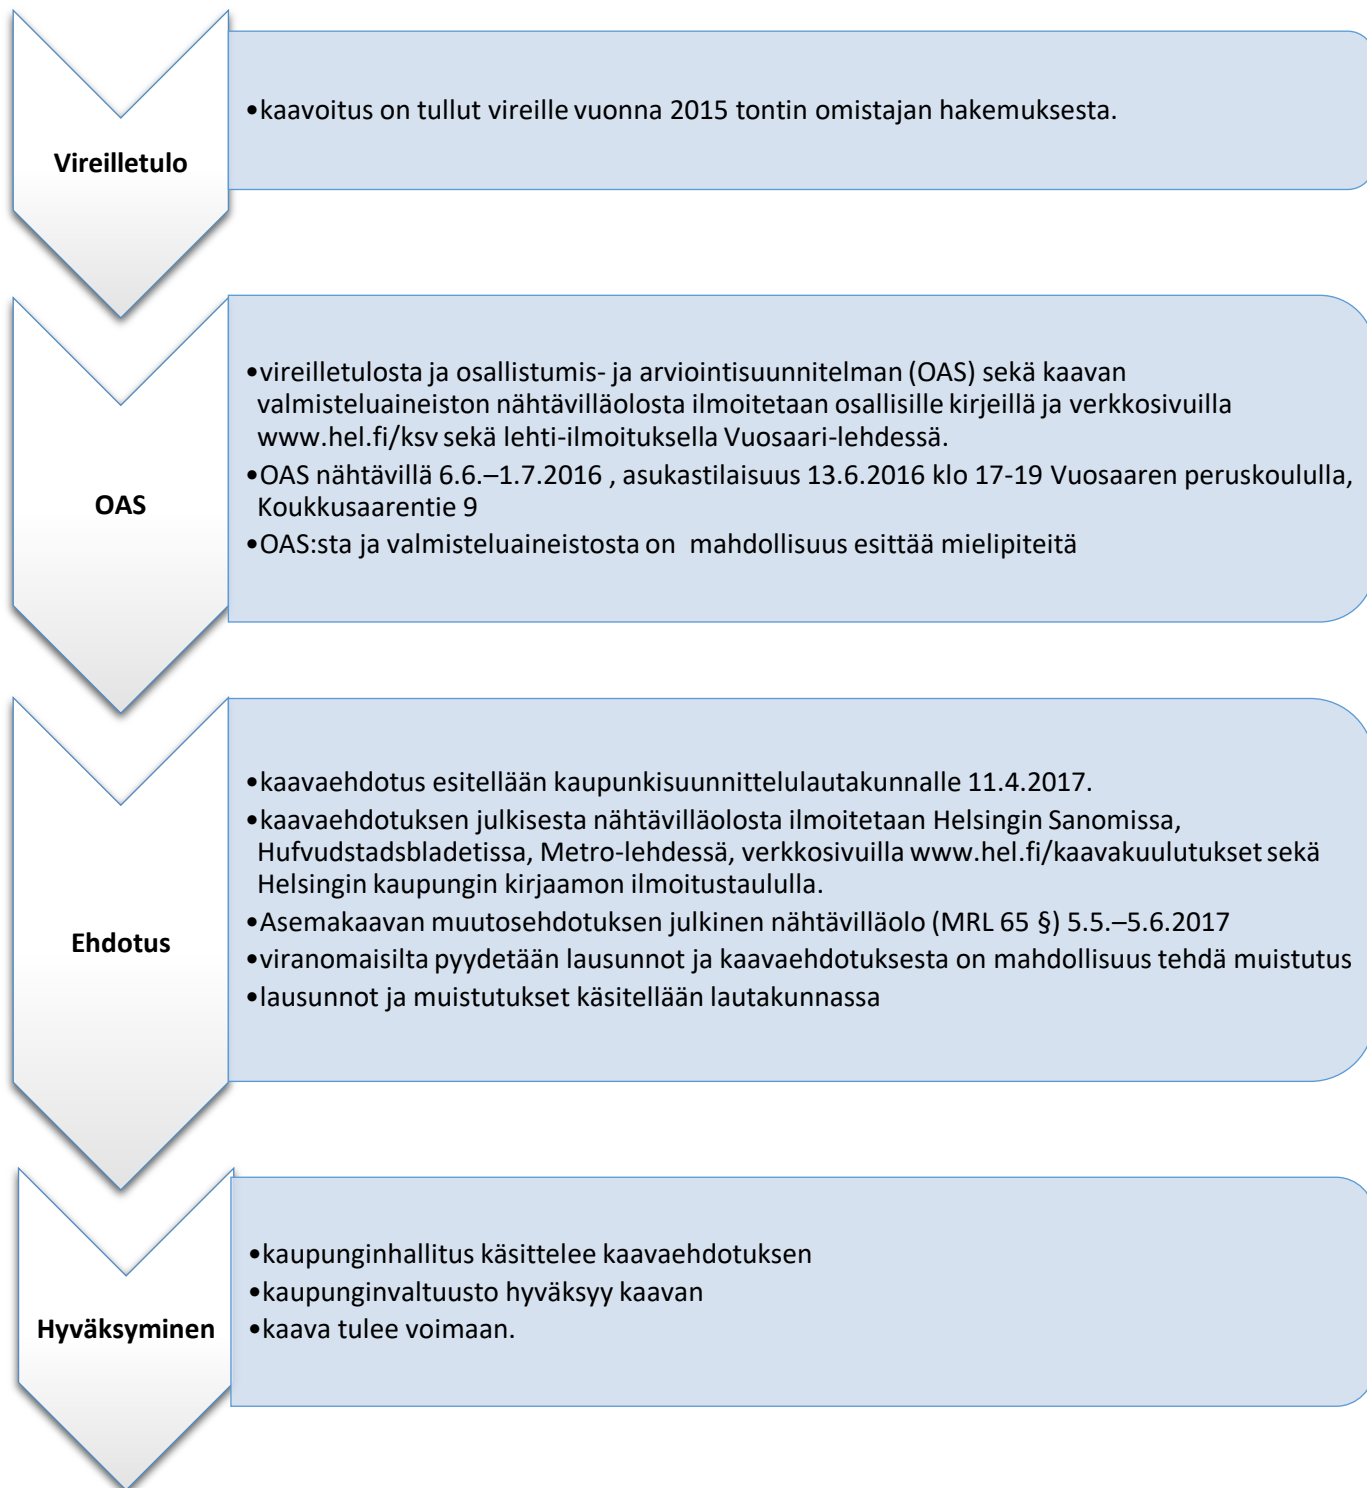 Vireilletulo
•kaavoitus on tullut vireille vuonna 2015 tontin omistajan hakemuksesta.
OAS
•vireilletulosta ja osallistumis- ja arviointisuunnitelman (OAS) sekä kaavan
valmisteluaineiston nähtävilläolosta ilmoitetaan osallisille kirjeillä ja verkkosivuilla
www.hel.fi/ksv sekä lehti-ilmoituksella Vuosaari-lehdessä.
•OAS nähtävillä 6.6.–1.7.2016 , asukastilaisuus 13.6.2016 klo 17-19 Vuosaaren peruskoululla,
Koukkusaarentie 9
•OAS:sta ja valmisteluaineistosta on mahdollisuus esittää mielipiteitä
Ehdotus
•kaavaehdotus esitellään kaupunkisuunnittelulautakunnalle 11.4.2017.
•kaavaehdotuksen julkisesta nähtävilläolosta ilmoitetaan Helsingin Sanomissa,
Hufvudstadsbladetissa, Metro-lehdessä, verkkosivuilla www.hel.fi/kaavakuulutukset sekä
Helsingin kaupungin kirjaamon ilmoitustaululla.
•Asemakaavan muutosehdotuksen julkinen nähtävilläolo (MRL 65 §) 5.5.–5.6.2017
•viranomaisilta pyydetään lausunnot ja kaavaehdotuksesta on mahdollisuus tehdä muistutus
•lausunnot ja muistutukset käsitellään lautakunnassa
Hyväksyminen
•kaupunginhallitus käsittelee kaavaehdotuksen
•kaupunginvaltuusto hyväksyy kaavan
•kaava tulee voimaan.